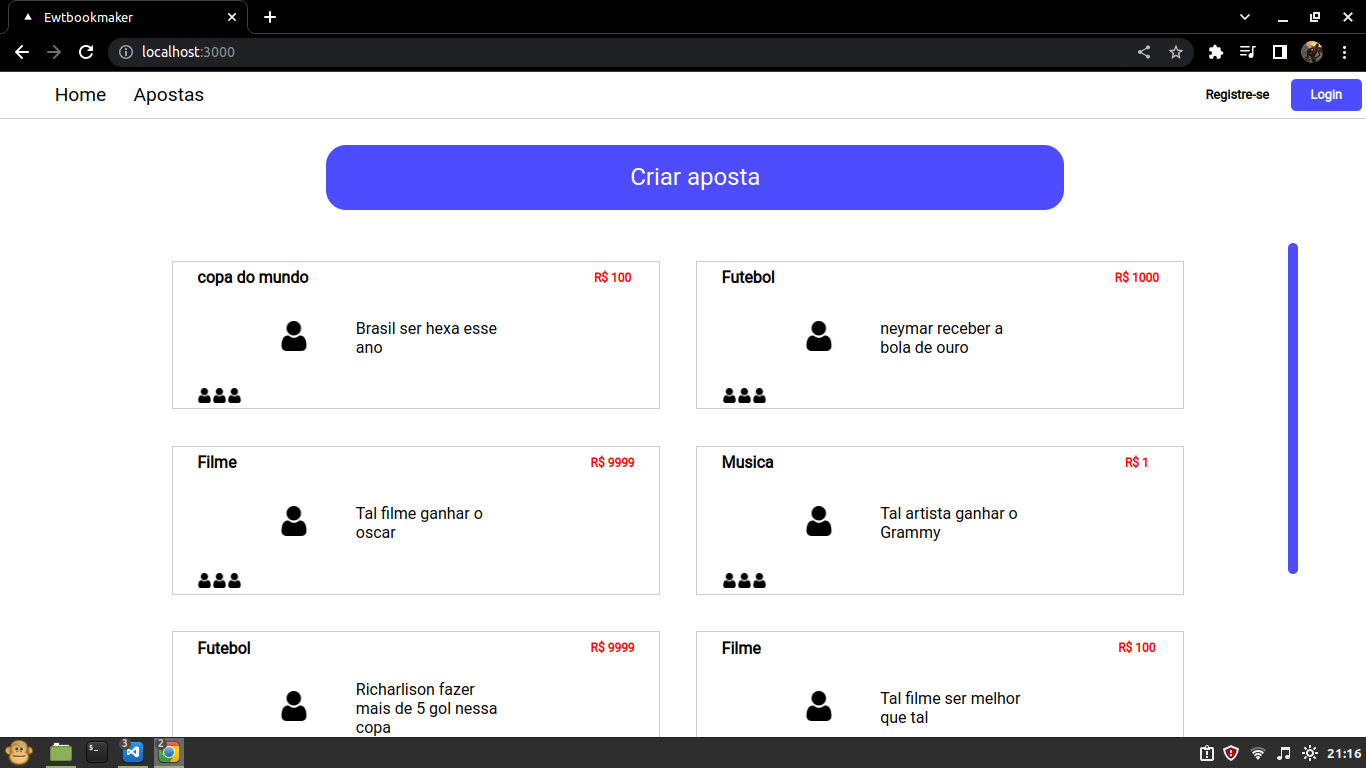 Ewtbookmaker
localhost:3000
Home Apostas Registre-se Login
Criar aposta
copa do mundo R$ 100
Brasil ser hexa esse
ano
Futebol R$ 1000
neymar receber a
bola de ouro
Filme R$ 9999
Tal filme ganhar o
oscar
Musica R$ 1
Tal artista ganhar o
Grammy
Futebol R$ 9999
Richarlison fazer
mais de 5 gol nessa
copa
Filme R$ 100
Tal filme ser melhor
que tal
3 2 21:16